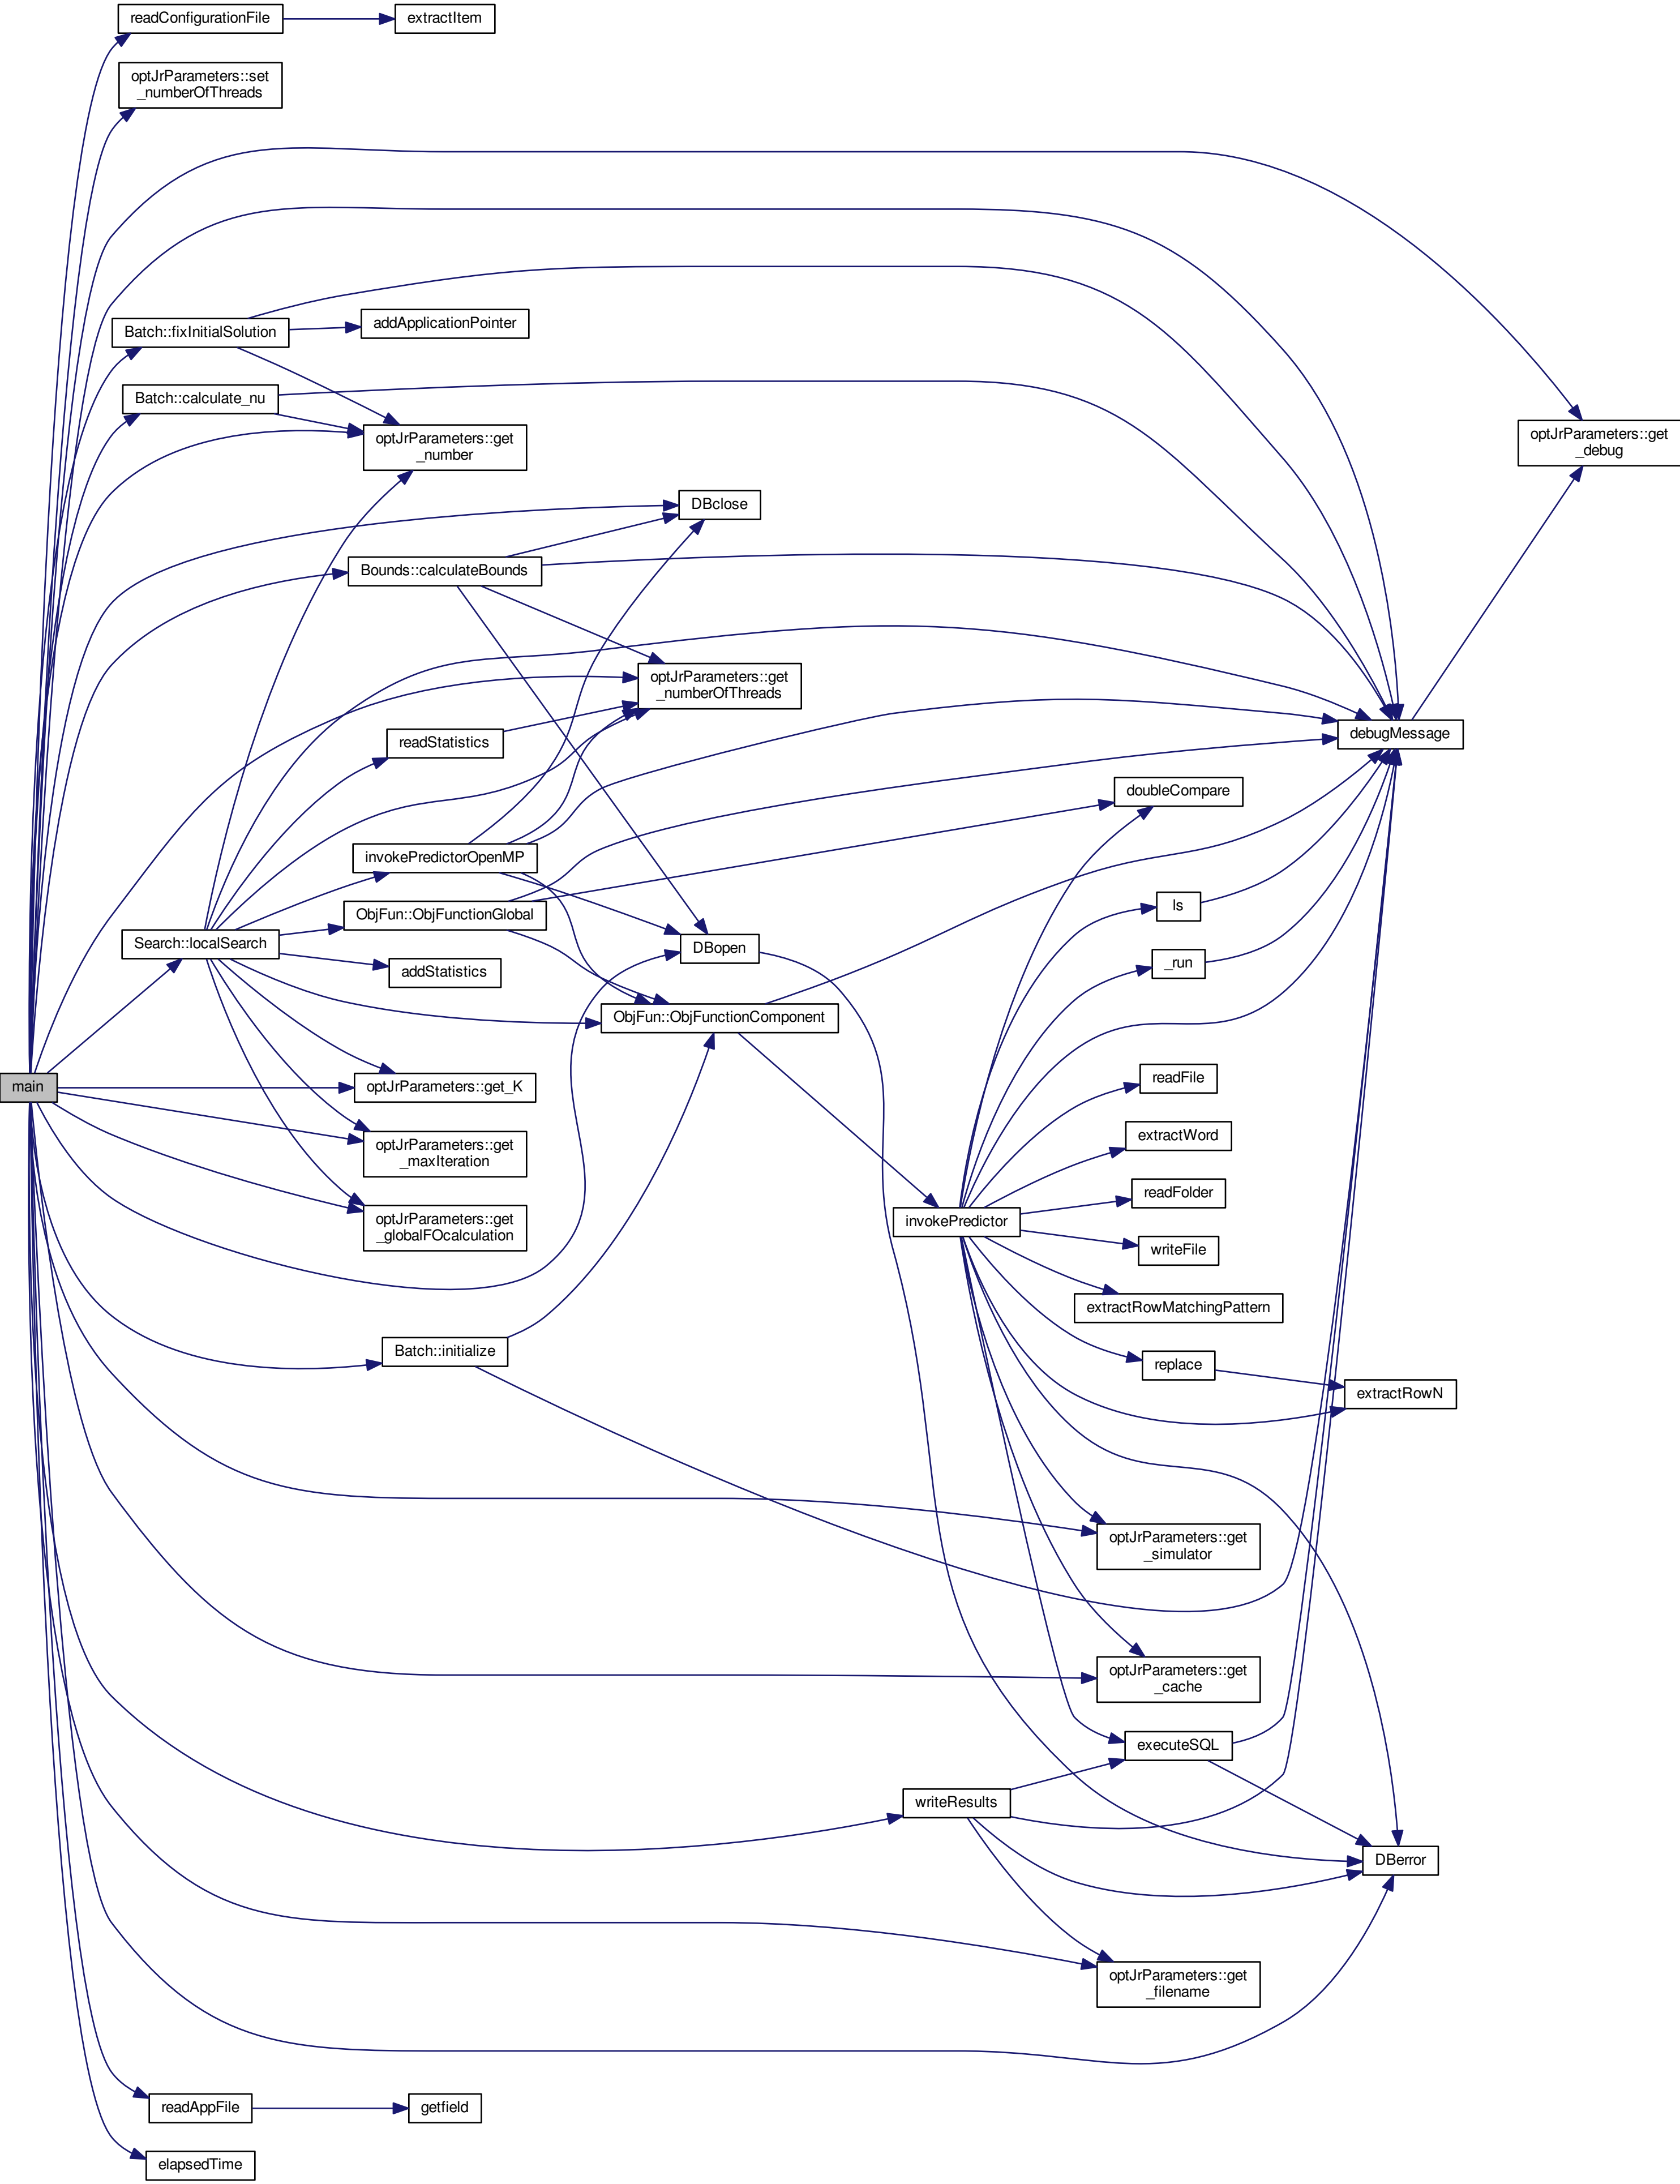 readConfigurationFile
extractItem
optJrParameters::set
_numberOfThreads
Batch::fixInitialSolution
addApplicationPointer
Batch::calculate_nu
optJrParameters::get
_number
optJrParameters::get
_debug
DBclose
Bounds::calculateBounds
optJrParameters::get
_numberOfThreads
readStatistics
debugMessage
doubleCompare
invokePredictorOpenMP
ls
ObjFun::ObjFunctionGlobal
Search::localSearch
DBopen
_run
addStatistics
ObjFun::ObjFunctionComponent
main
optJrParameters::get_K
readFile
extractWord
optJrParameters::get
_maxIteration
readFolder
optJrParameters::get
_globalFOcalculation
invokePredictor
writeFile
extractRowMatchingPattern
Batch::initialize
replace
extractRowN
optJrParameters::get
_simulator
optJrParameters::get
_cache
executeSQL
writeResults
DBerror
optJrParameters::get
_filename
readAppFile
getfield
elapsedTime